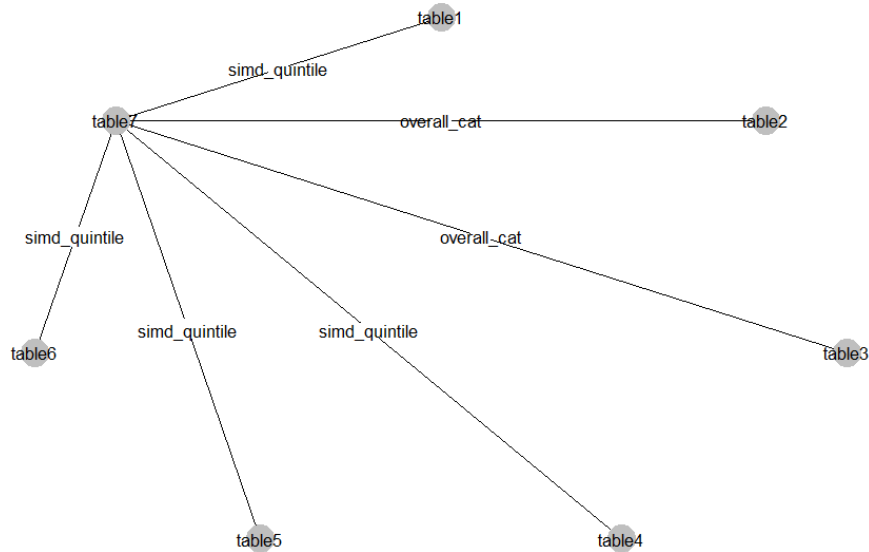 table1
simd_quintile
table7
overall_cat
table2
simd_quintile
overall_cat
simd_quintile
simd_quintile
table6
table3
table5
table4